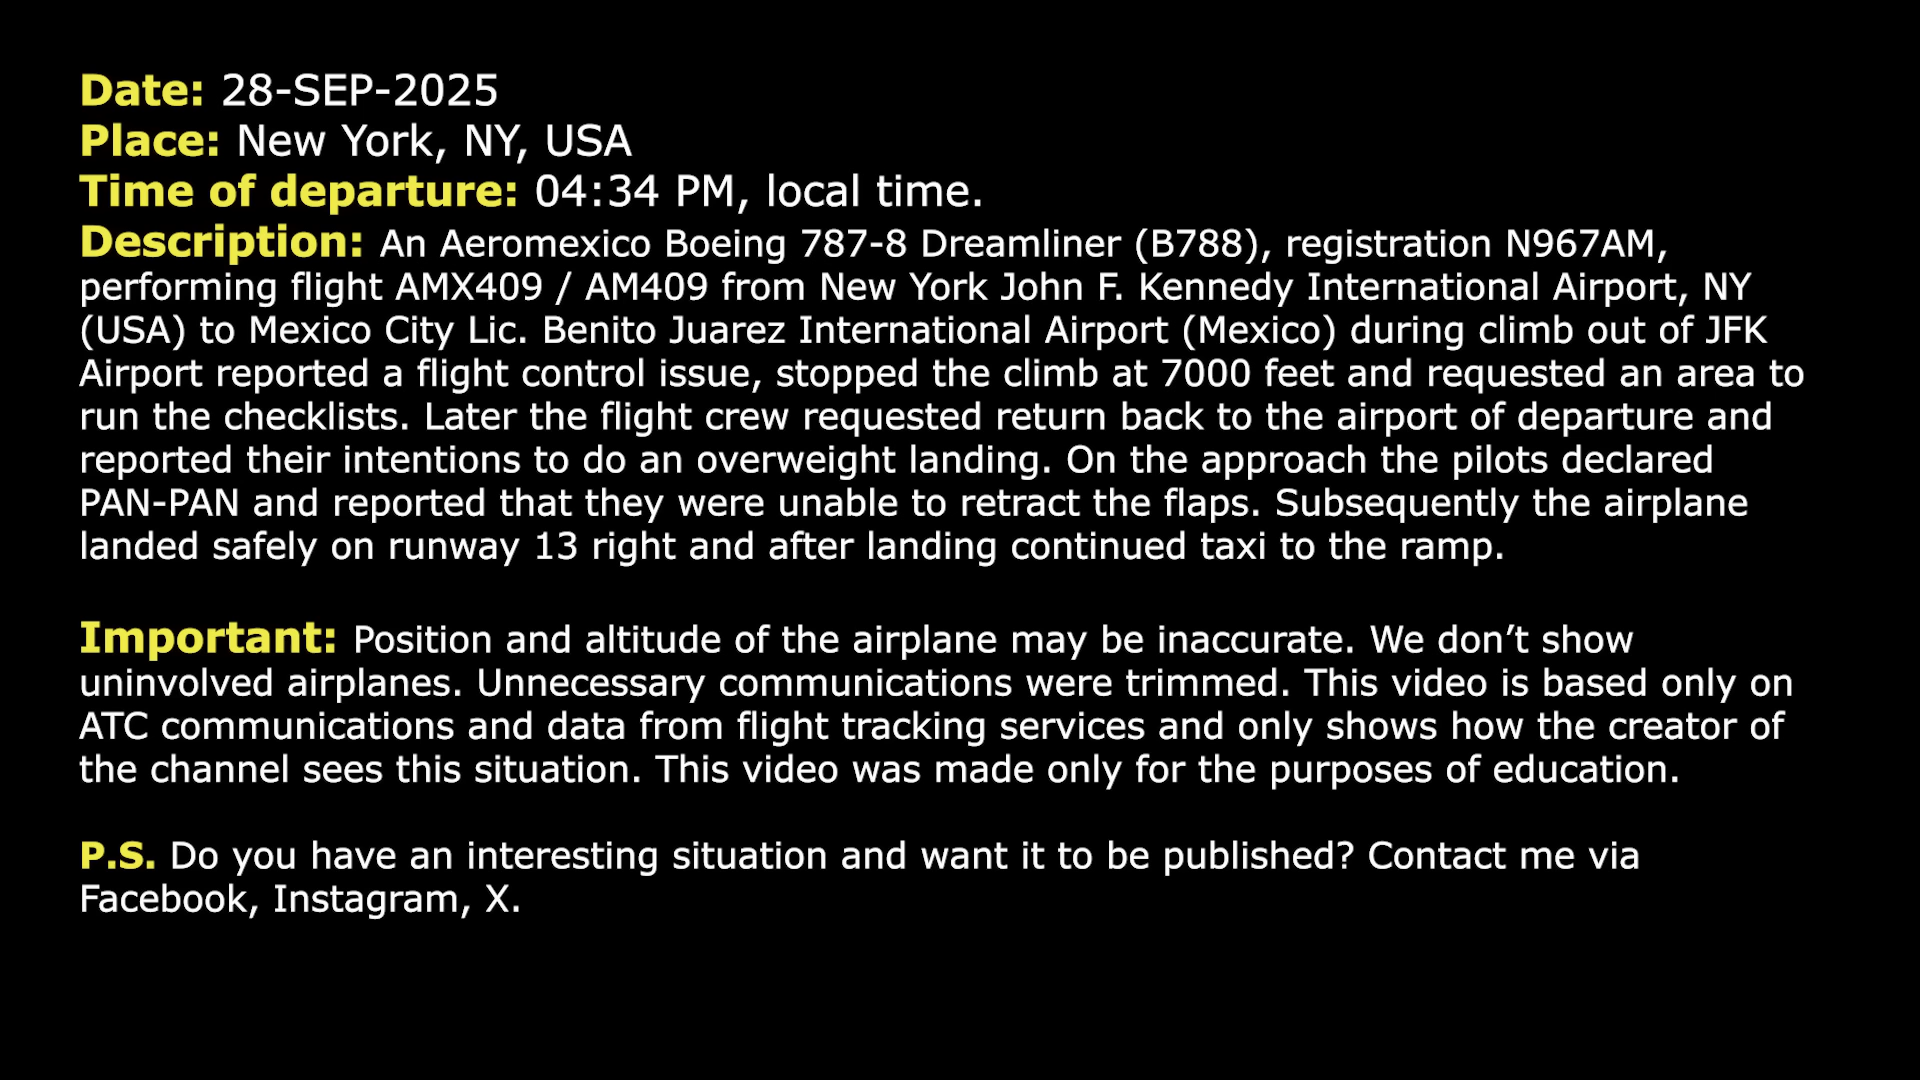 Date: 28-SEP-2025
Place: New York, NY, USA
Time of departure: 04:34 PM, local time.
Description: An Aeromexico Boeing 787-8 Dreamliner (B788), registration N967AM,
performing flight AMX409 / AM409 from New York John F. Kennedy International Airport, NY
(USA) to Mexico City Lic. Benito Juarez International Airport (Mexico) during climb out of JFK
Airport reported a flight control issue, stopped the climb at 7000 feet and requested an area to
run the checklists. Later the flight crew requested return back to the airport of departure and
reported their intentions to do an overweight landing. On the approach the pilots declared
PAN-PAN and reported that they were unable to retract the flaps. Subsequently the airplane
landed safely on runway 13 right and after landing continued taxi to the ramp.
Important: Position and altitude of the airplane may be inaccurate. We don’t show
uninvolved airplanes. Unnecessary communications were trimmed. This video is based only on
ATC communications and data from flight tracking services and only shows how the creator of
the channel sees this situation. This video was made only for the purposes of education.
P.S. Do you have an interesting situation and want it to be published? Contact me via
Facebook, Instagram, X.